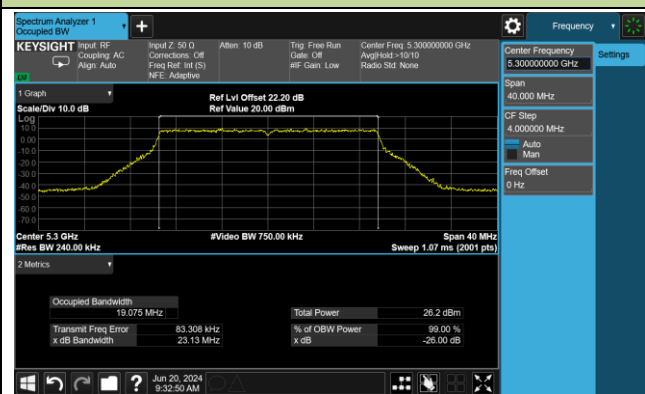 Spectrum Analyzer 1
Occupied BW
+
Frequency
KEYSIGHT
Input: RF
Coupling: AC
Align: Auto
Input Z: 50 Ω
Corrections: Off
Freq Ref: Int (S)
NFE: Adaptive
Atten: 10 dB
Trig: Free Run
Gate: Off
#IF Gain: Low
Center Freq: 5.300000000 GHz
Avg|Hold:>10/10
Radio Std: None
Center Frequency
5.300000000 GHz
Settings
Span
40.000 MHz
CF Step
4.000000 MHz
Auto
Man
Freq Offset
0 Hz
1 Graph
Scale/Div 10.0 dB
Ref Lvl Offset 22.20 dB
Ref Value 20.00 dBm
Log
10.0
0.00
-10.0
-20.0
-30.0
-40.0
-50.0
-60.0
-70.0
Center 5.3 GHz
#Res BW 240.00 kHz
#Video BW 750.00 kHz
Span 40 MHz
Sweep 1.07 ms (2001 pts)
2 Metrics
Occupied Bandwidth
19.075 MHz
Total Power 26.2 dBm
Transmit Freq Error 83.308 kHz
% of OBW Power 99.00 %
x dB Bandwidth 23.13 MHz
x dB -26.00 dB
?
Jun 20, 2024
9:32:50 AM